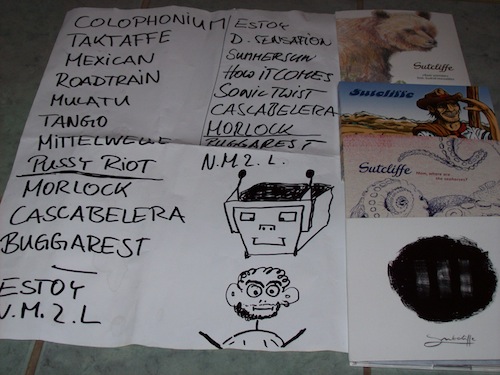 COLOPHONIUM
TAKTAFFE
MEXICAN
ROADTRAIN
MULATU
TANGO
MITTELWELLE
PUSSY RIOT
MORLOCK
CASCABELERA
BUGGAREST
ESTOY
N.M.2.L
ESTOY
D. SENSATION
SUMMERSUN
HOW IT COMES
SONIC TWIST
CASCABELERA
MORLOCK
BUGGAREST
N.M.2.L.
Sutcliffe
Sutcliffe
Sutcliffe
Sutcliffe